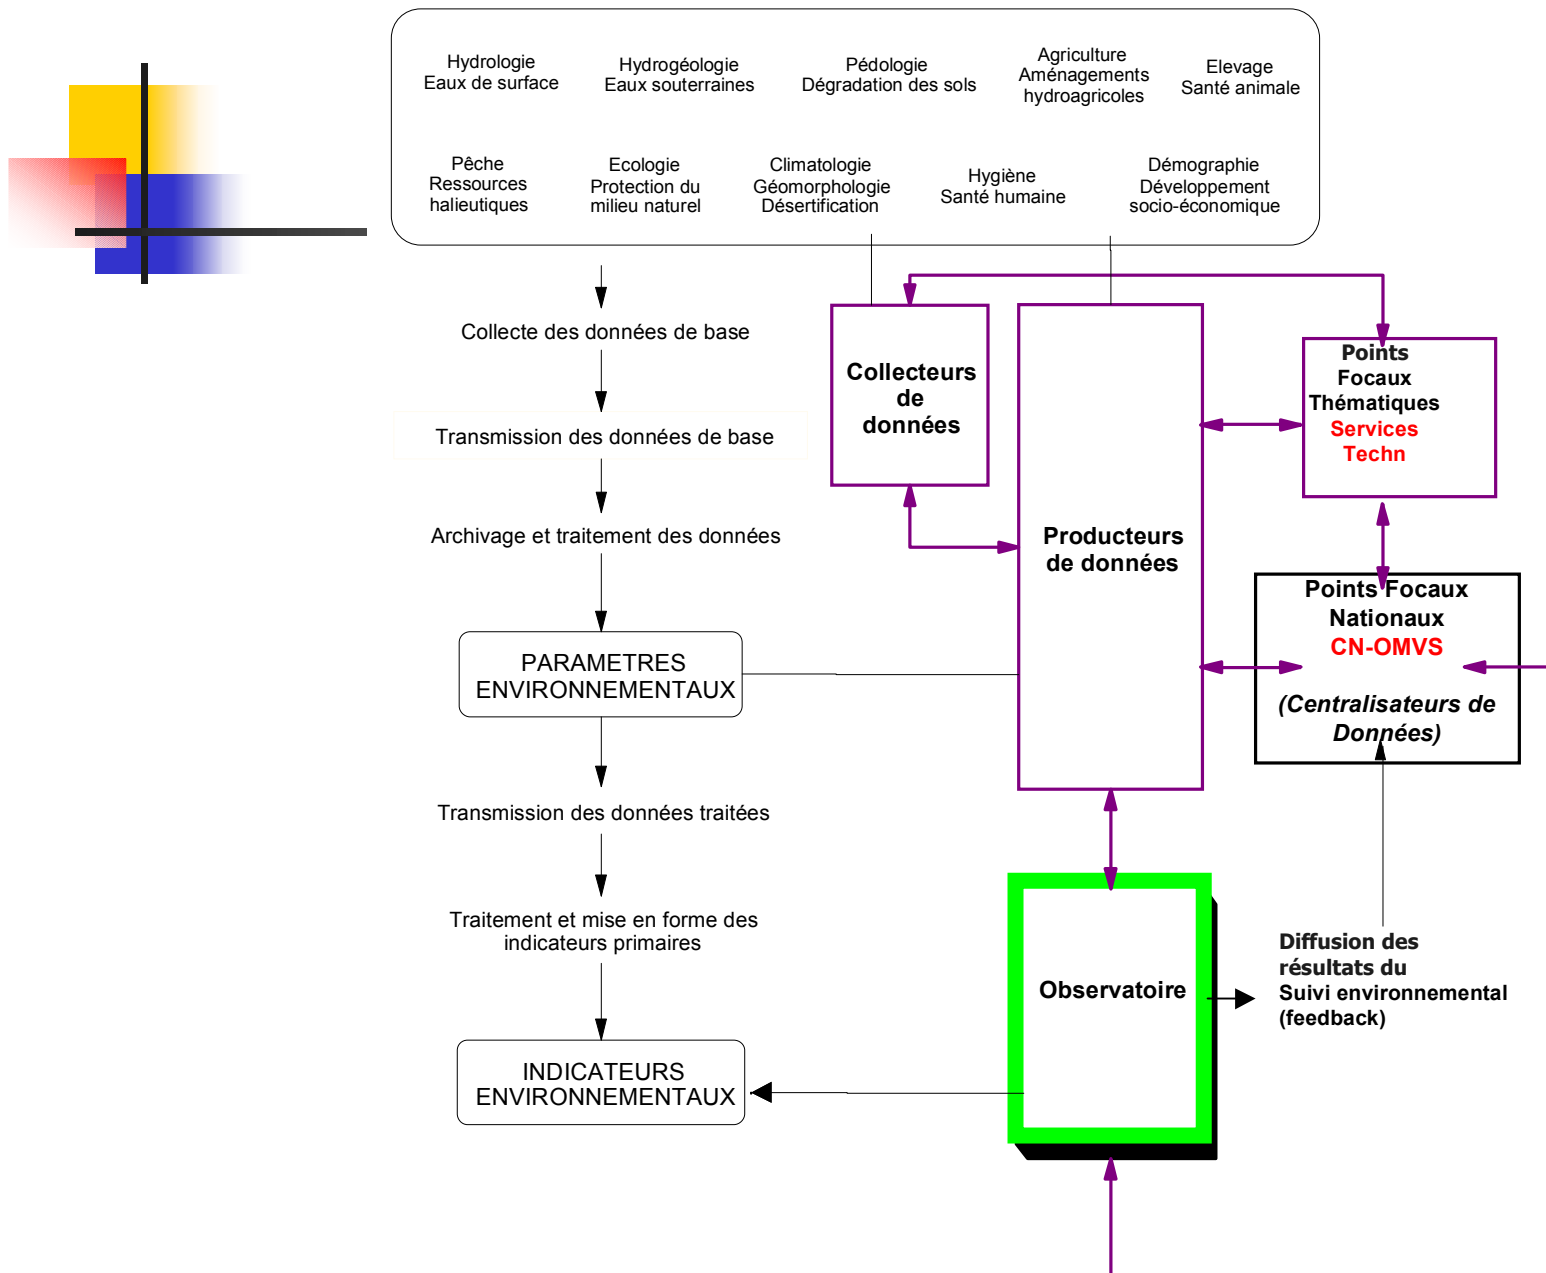 Hydrologie
Eaux de surface
Hydrogéologie
Eaux souterraines
Pédologie
Dégradation des sols
Agriculture
Aménagements
hydroagricoles
Elevage
Santé animale
Pêche
Ressources
halieutiques
Ecologie
Protection du
milieu naturel
Climatologie
Géomorphologie
Désertification
Hygiène
Santé humaine
Démographie
Développement
socio-économique
Collecte des données de base
Transmission des données de base
Archivage et traitement des données
PARAMETRES
ENVIRONNEMENTAUX
Transmission des données traitées
Traitement et mise en forme des
indicateurs primaires
INDICATEURS
ENVIRONNEMENTAUX
Collecteurs
de
données
Producteurs
de données
Points
Focaux
Thématiques
Services
Techn
Points Focaux
Nationaux
CN-OMVS
(Centralisateurs de
Données)
Observatoire
Diffusion des
résultats du
Suivi environnemental
(feedback)